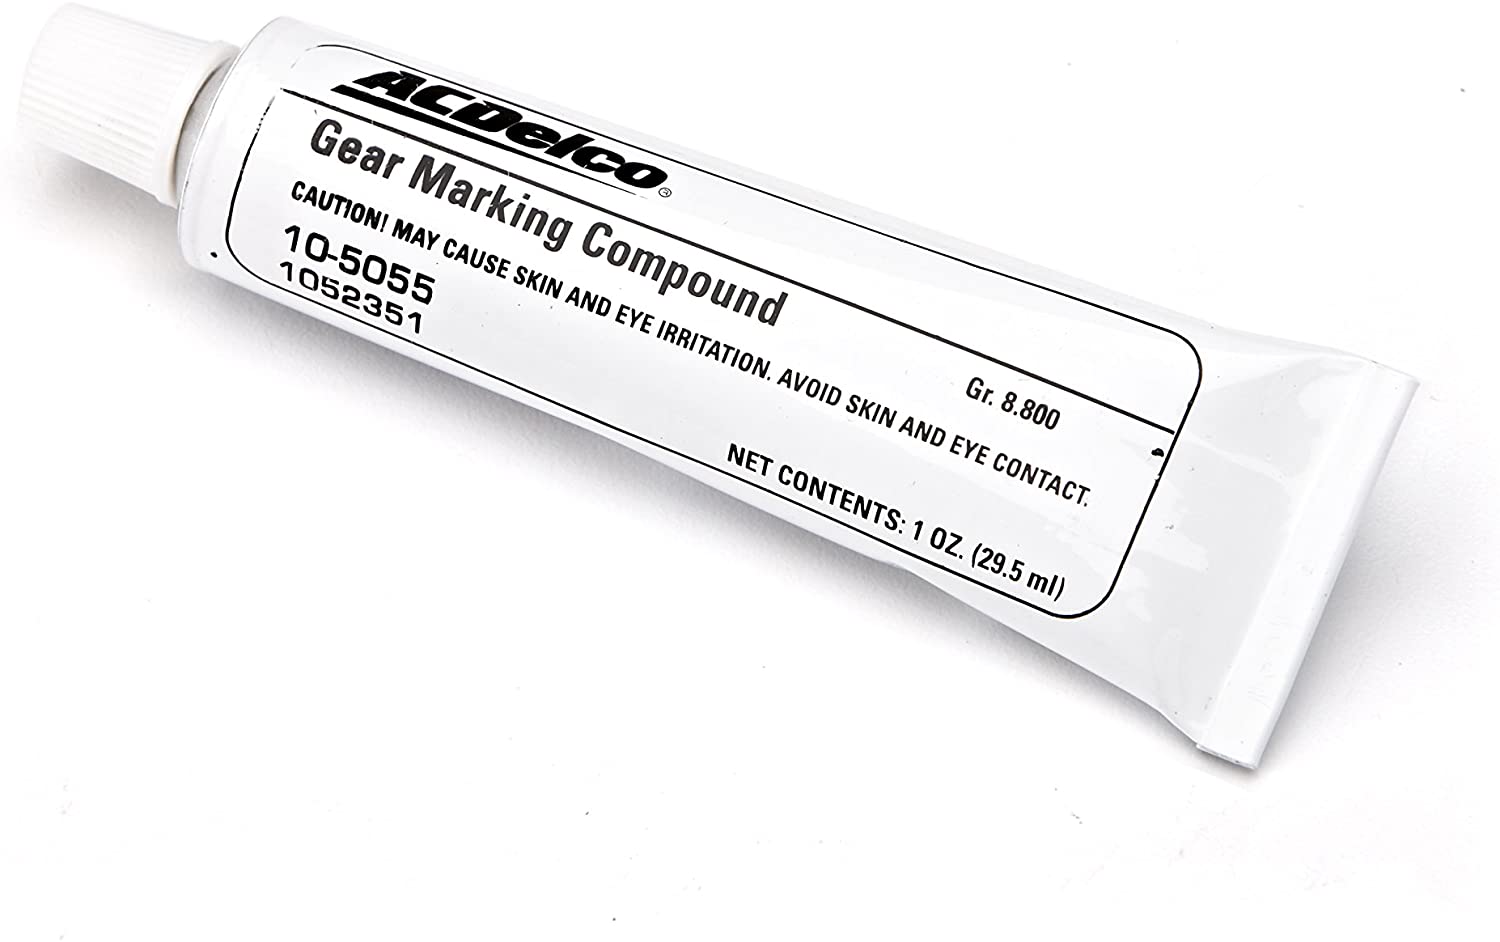 ACDelco®
Gear Marking Compound
Gr. 8.800
CAUTION! MAY CAUSE SKIN AND EYE IRRITATION. AVOID SKIN AND EYE CONTACT.
10-5055
1052351
NET CONTENTS: 1 OZ. (29.5 ml)